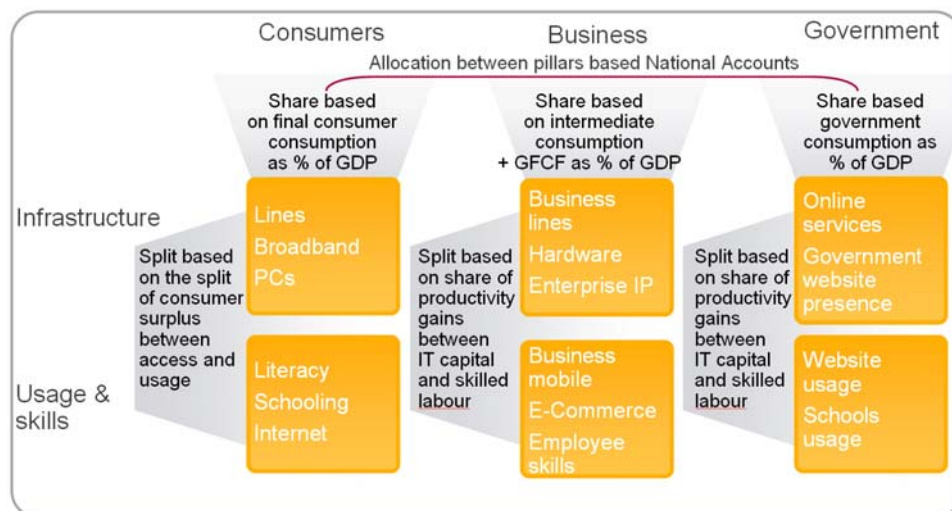 Consumers
Business
Government
Allocation between pillars based National Accounts
Share based
on final consumer
consumption
as % of GDP
Share based
on intermediate
consumption
+ GFCF as % of GDP
Share based
government
consumption as
% of GDP
Infrastructure
Split based
on the split
of consumer
surplus
between
access and
usage
Lines
Broadband
PCs
Split based
on share of
productivity
gains
between
IT capital
and skilled
labour
Business
lines
Hardware
Enterprise IP
Split based
on share of
productivity
gains
between
IT capital
and skilled
labour
Online
services
Government
website
presence
Usage &
skills
Literacy
Schooling
Internet
Business
mobile
E-Commerce
Employee
skills
Website
usage
Schools
usage